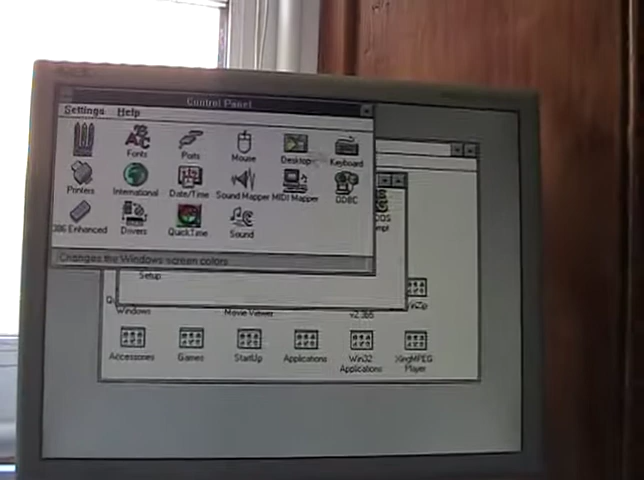 Control Panel
Settings Help
Fonts
Ports
Mouse
Desktop
Keyboard
Printers
International
Date/Time
Sound Mapper
MIDI Mapper
ODBC
386 Enhanced
Drivers
QuickTime
Sound
Changes the Windows screen colors
Setup
Windows
Movie Viewer
Accessories
Games
StartUp
Applications
Win32
Applications
XingMPEG
Player